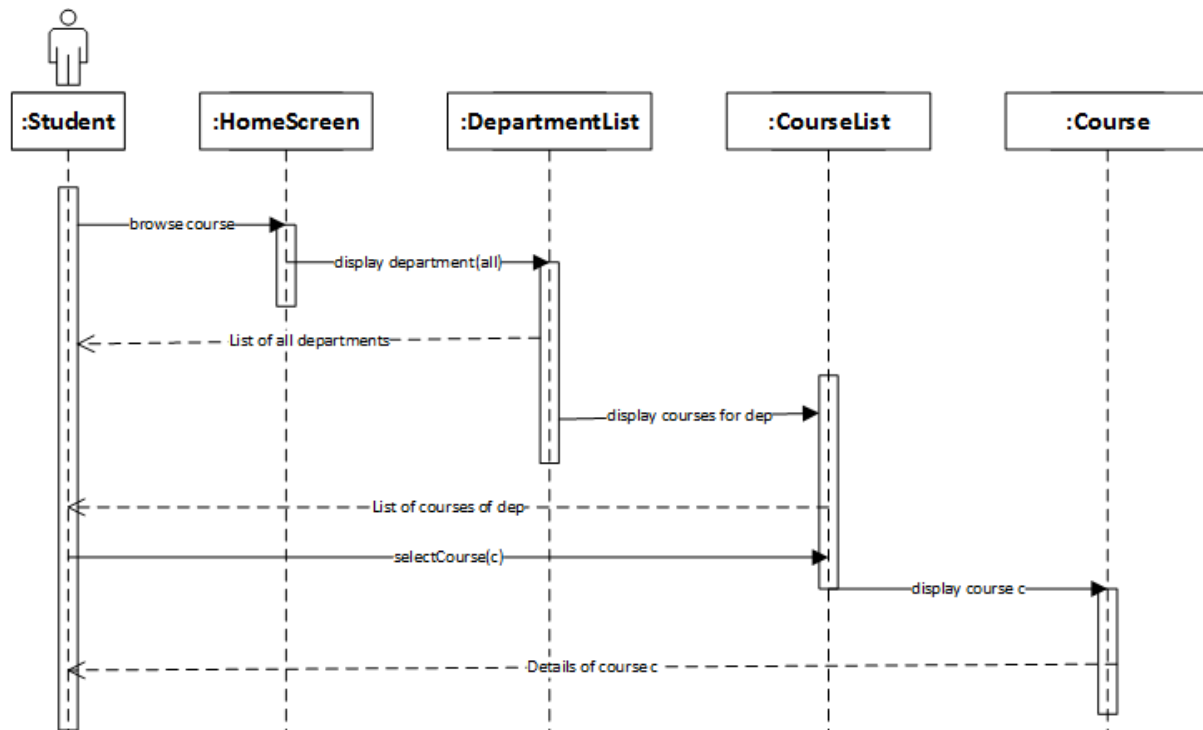 :Student
:HomeScreen
:DepartmentList
:CourseList
:Course
browse course
display department(all)
List of all departments
display courses for dep
List of courses of dep
selectCourse(c)
display course c
Details of course c